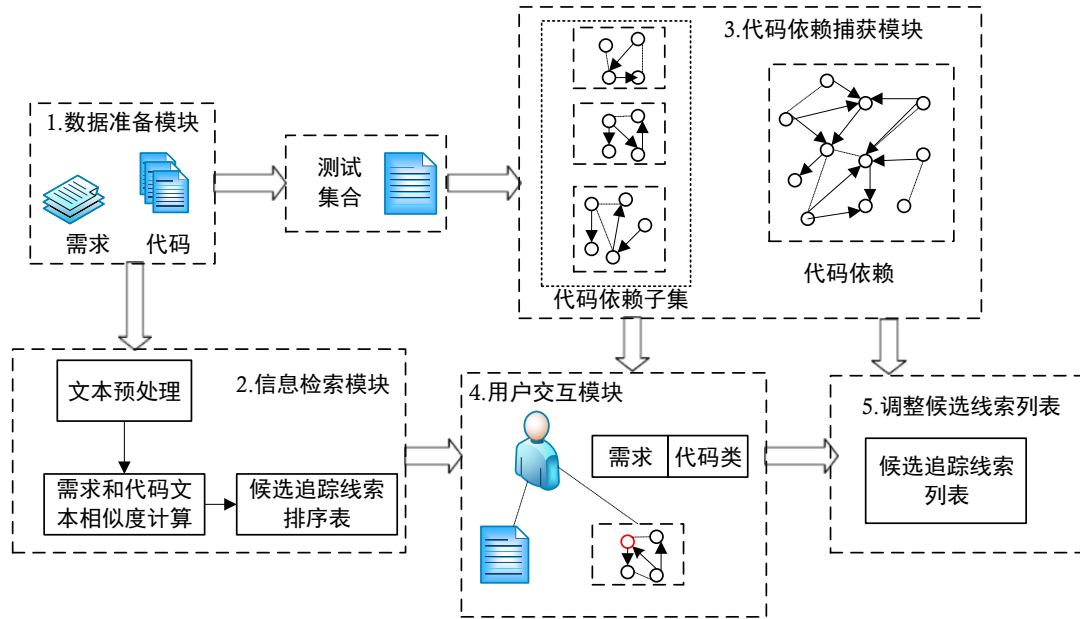 1.数据准备模块
需求
代码
测试
集合
3.代码依赖捕获模块
代码依赖子集
代码依赖
2.信息检索模块
文本预处理
需求和代码文
本相似度计算
候选追踪线索
排序表
4.用户交互模块
需求
代码类
5.调整候选线索列表
候选追踪线索
列表